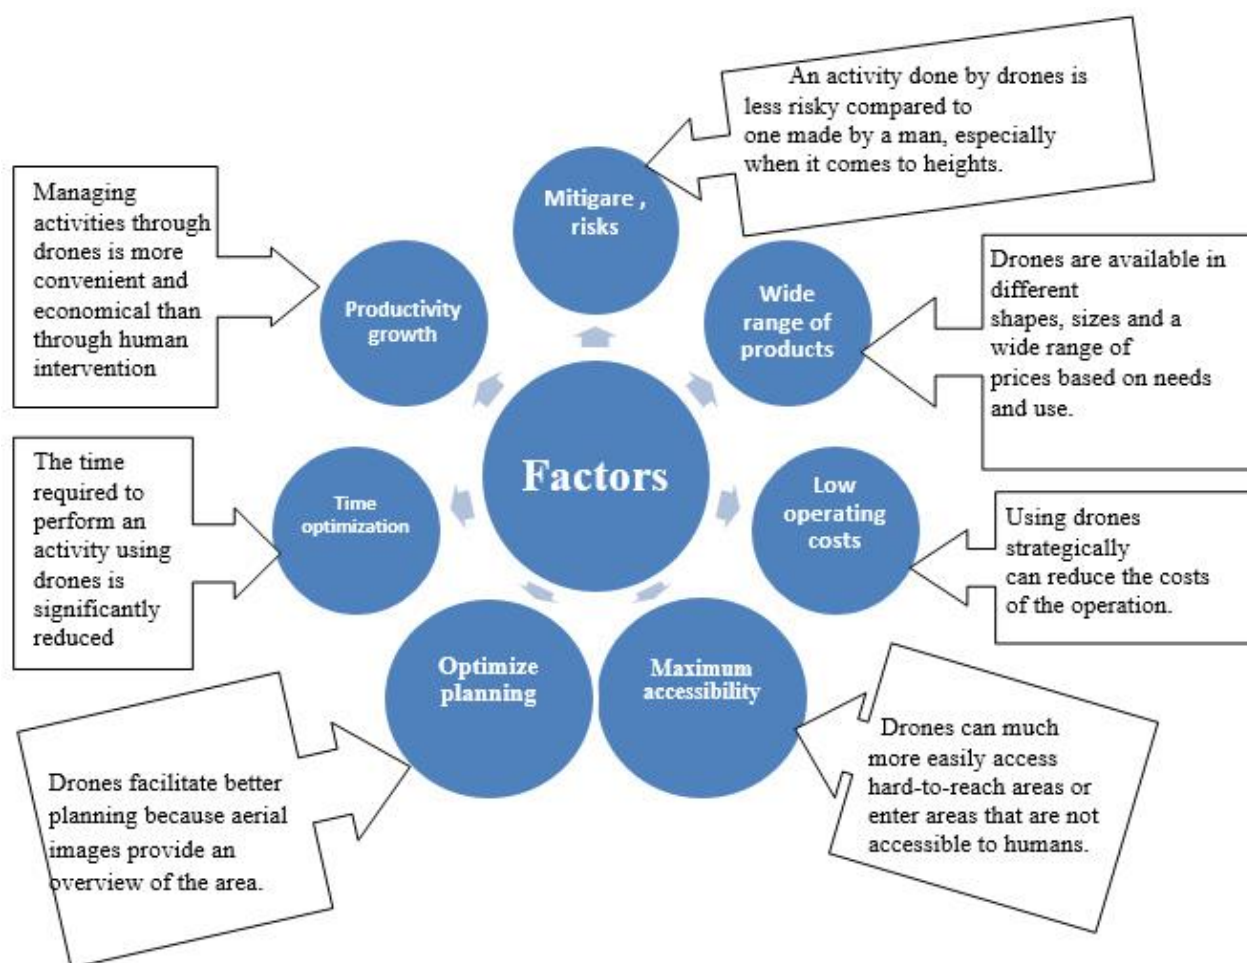 An activity done by drones is
less risky compared to
one made by a man, especially
when it comes to heights.
Mitigare ,
risks
Managing
activities through
drones is more
convenient and
economical than
through human
intervention
Productivity
growth
Wide
range of
products
Drones are available in
different
shapes, sizes and a
wide range of
prices based on needs
and use.
Factors
The time
required to
perform an
activity using
drones is
significantly
reduced
Time
optimization
Low
operating
costs
Using drones
strategically
can reduce the costs
of the operation.
Optimize
planning
Maximum
accessibility
Drones facilitate better
planning because aerial
images provide an
overview of the area.
Drones can much
more easily access
hard-to-reach areas or
enter areas that are not
accessible to humans.